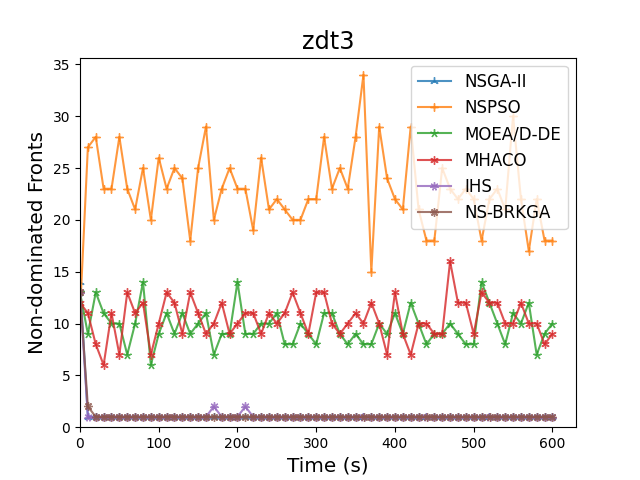 zdt3
Non-dominated Fronts
35
30
25
20
15
10
5
0
0 100 200 300 400 500 600
Time (s)
NSGA-II
NSPSO
MOEA/D-DE
MHACO
IHS
NS-BRKGA